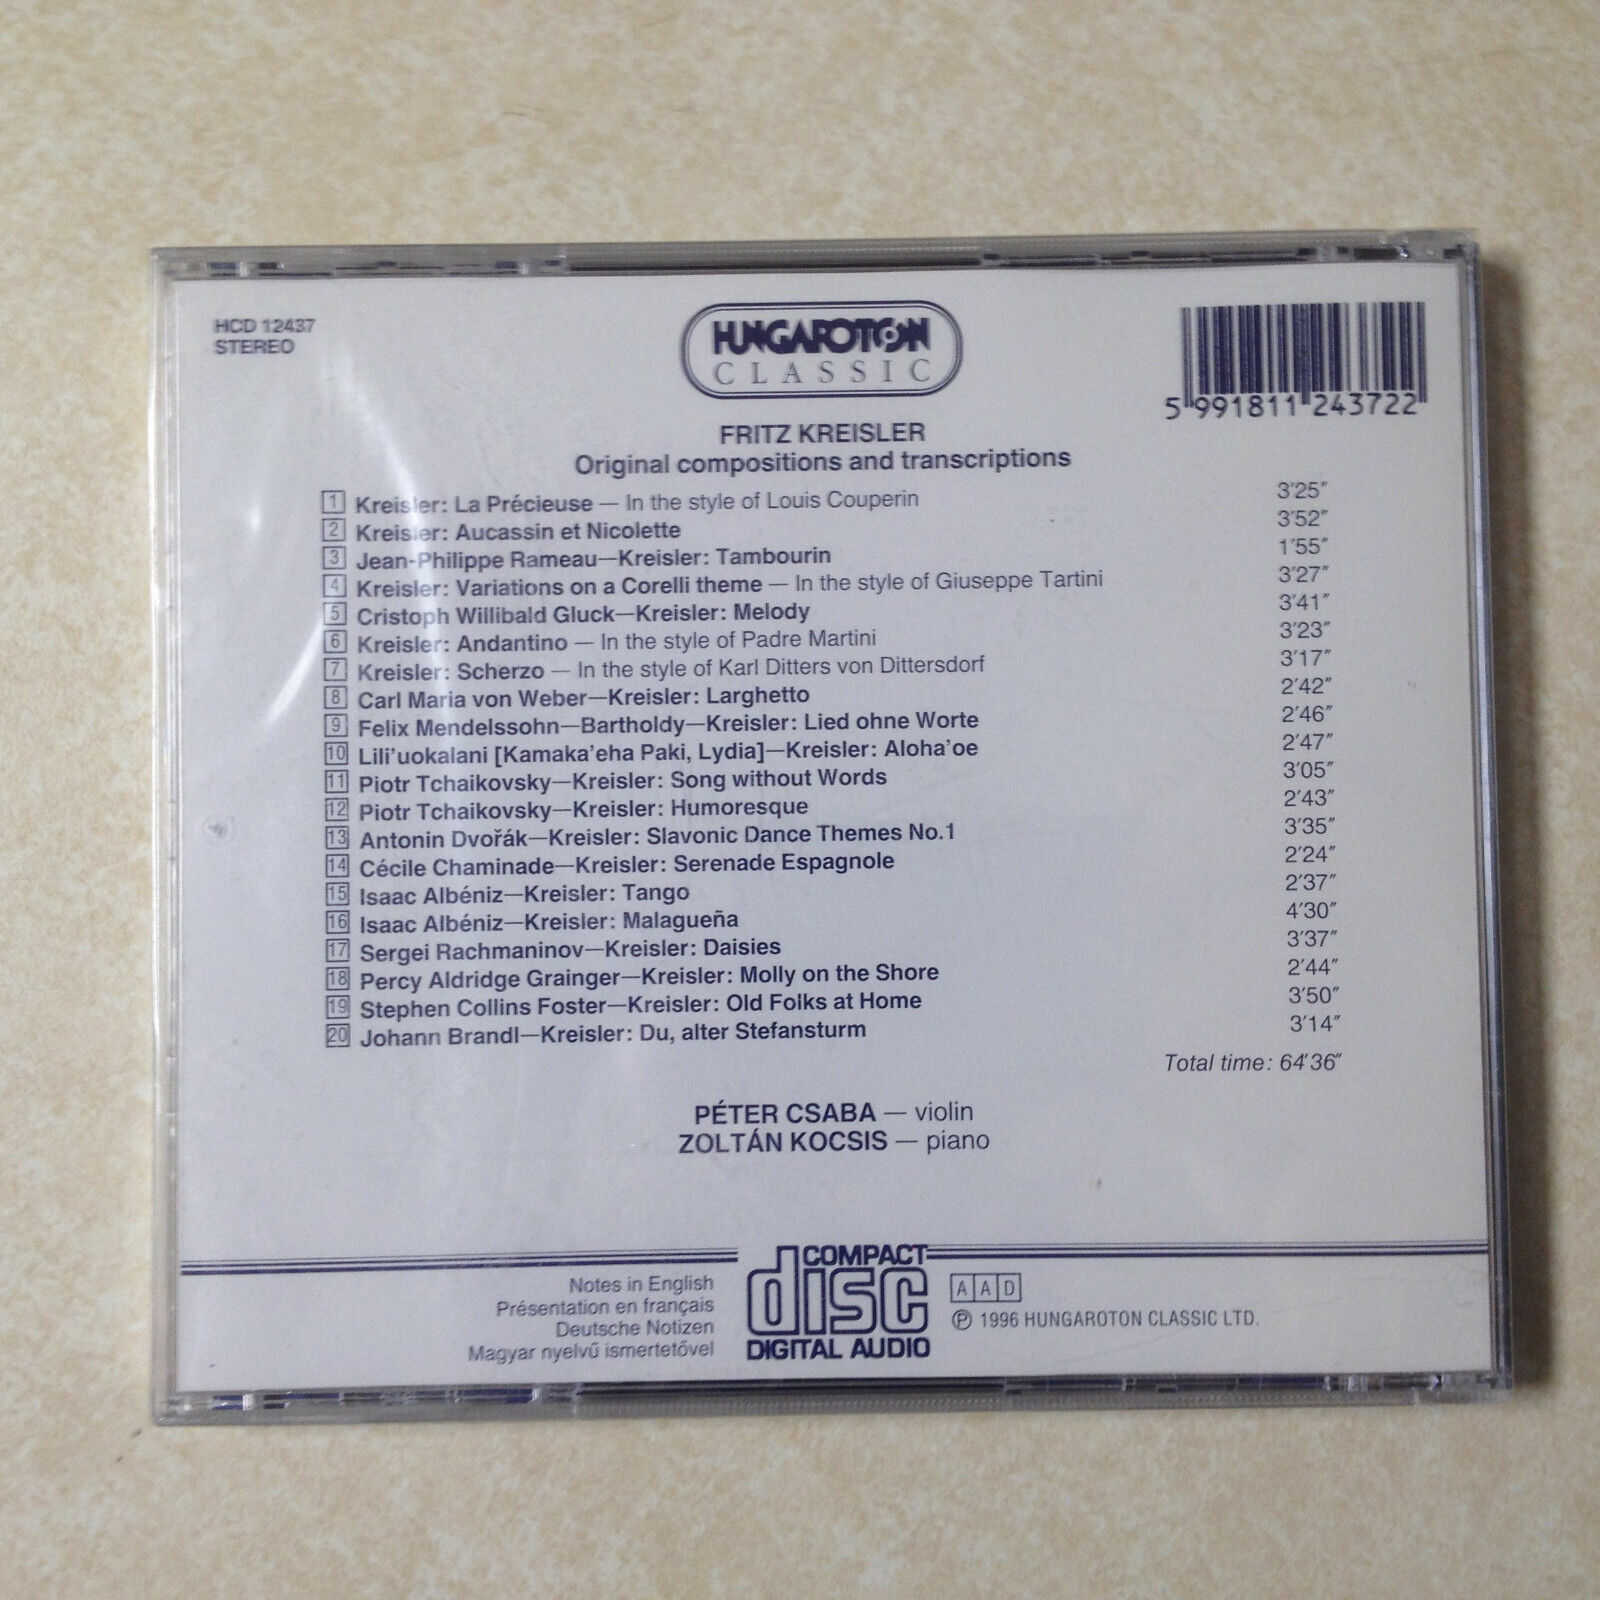 HCD 12437
STEREO
HUNGAROTON
CLASSIC
5 991811 243722
FRITZ KREISLER
Original compositions and transcriptions
1 Kreisler: La Précieuse — In the style of Louis Couperin 3’25”
2 Kreisler: Aucassin et Nicolette 3’52”
3 Jean-Philippe Rameau—Kreisler: Tambourin 1’55”
4 Kreisler: Variations on a Corelli theme — In the style of Giuseppe Tartini 3’27”
5 Cristoph Willibald Gluck—Kreisler: Melody 3’41”
6 Kreisler: Andantino — In the style of Padre Martini 3’23”
7 Kreisler: Scherzo — In the style of Karl Ditters von Dittersdorf 3’17”
8 Carl Maria von Weber—Kreisler: Larghetto 2’42”
9 Felix Mendelssohn—Bartholdy—Kreisler: Lied ohne Worte 2’46”
10 Lili’uokalani [Kamaka’eha Paki, Lydia]—Kreisler: Aloha’oe 2’47”
11 Piotr Tchaikovsky—Kreisler: Song without Words 3’05”
12 Piotr Tchaikovsky—Kreisler: Humoresque 2’43”
13 Antonin Dvořák—Kreisler: Slavonic Dance Themes No.1 3’35”
14 Cécile Chaminade—Kreisler: Serenade Espagnole 2’24”
15 Isaac Albéniz—Kreisler: Tango 2’37”
16 Isaac Albéniz—Kreisler: Malagueña 4’30”
17 Sergei Rachmaninov—Kreisler: Daisies 3’37”
18 Percy Aldridge Grainger—Kreisler: Molly on the Shore 2’44”
19 Stephen Collins Foster—Kreisler: Old Folks at Home 3’50”
20 Johann Brandl—Kreisler: Du, alter Stefansturm 3’14”
Total time: 64’36”
PÉTER CSABA — violin
ZOLTÁN KOCSIS — piano
Notes in English
Présentation en français
Deutsche Notizen
Magyar nyelvű ismertetővel
COMPACT
disc
DIGITAL AUDIO
AAD
℗ 1996 HUNGAROTON CLASSIC LTD.